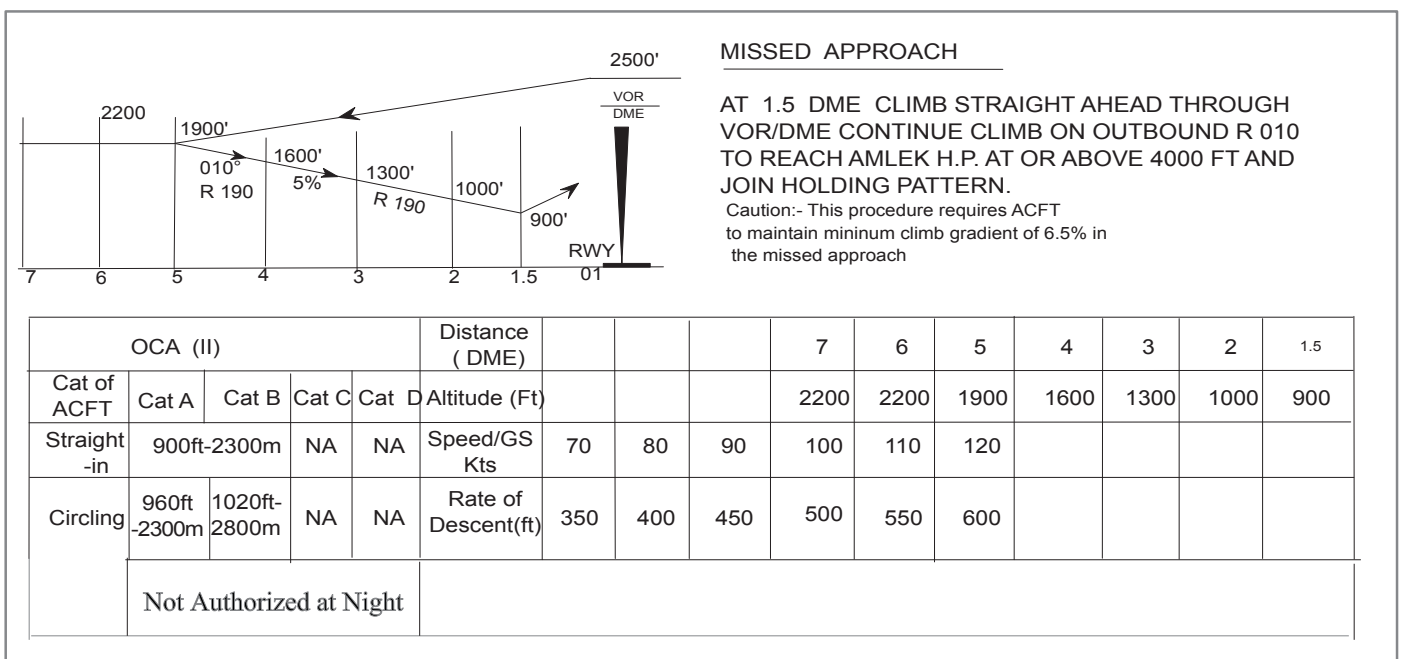 2500'
VOR
DME
2200
1900'
010°
R 190
1600'
5%
1300'
R 190
1000'
900'
RWY
01
7 6 5 4 3 2 1.5
MISSED APPROACH
AT 1.5 DME CLIMB STRAIGHT AHEAD THROUGH
VOR/DME CONTINUE CLIMB ON OUTBOUND R 010
TO REACH AMLEK H.P. AT OR ABOVE 4000 FT AND
JOIN HOLDING PATTERN.
Caution:- This procedure requires ACFT
to maintain mininum climb gradient of 6.5% in
the missed approach
OCA (II) Distance ( DME) 7 6 5 4 3 2 1.5
Cat of ACFT Cat A Cat B Cat C Cat D Altitude (Ft) 2200 2200 1900 1600 1300 1000 900
Straight -in 900ft-2300m NA NA Speed/GS Kts 70 80 90 100 110 120
Circling 960ft -2300m 1020ft- 2800m NA NA Rate of Descent(ft) 350 400 450 500 550 600
Not Authorized at Night